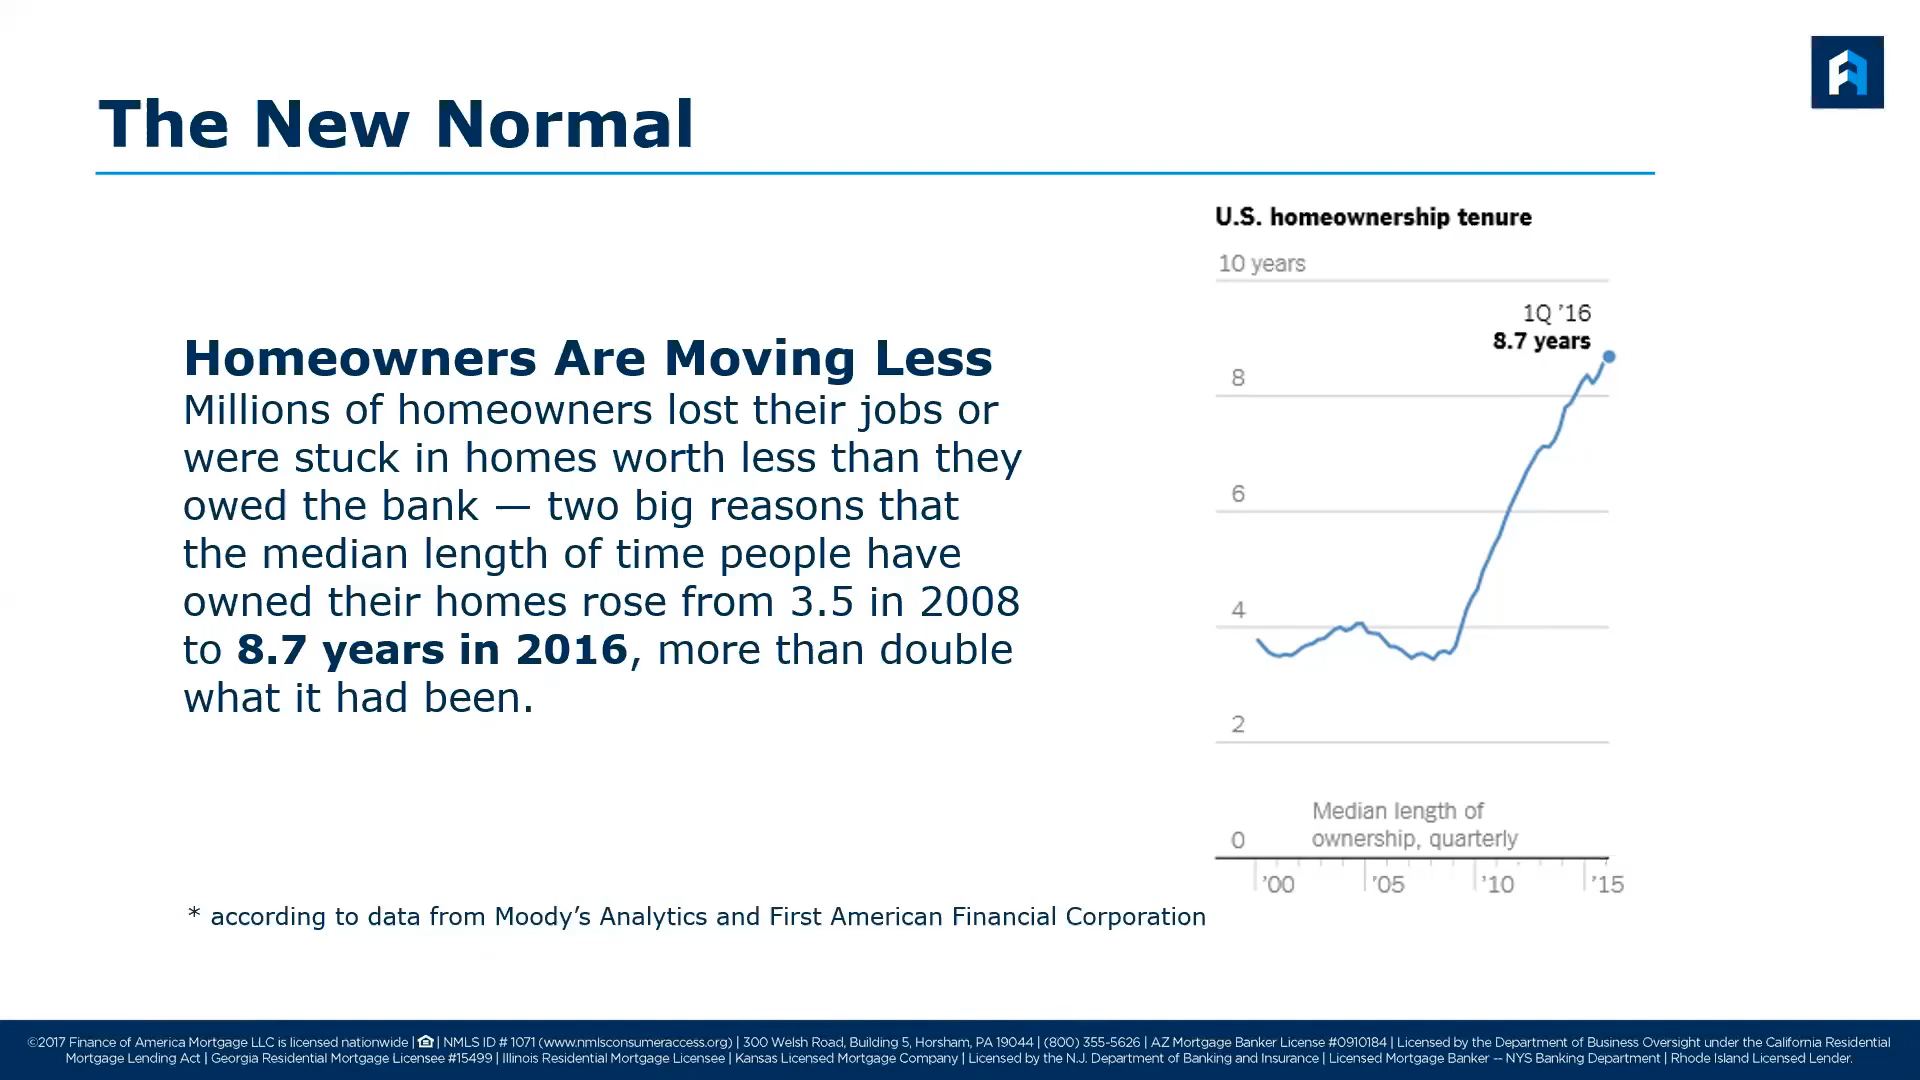 The New Normal
Homeowners Are Moving Less
Millions of homeowners lost their jobs or
were stuck in homes worth less than they
owed the bank — two big reasons that
the median length of time people have
owned their homes rose from 3.5 in 2008
to 8.7 years in 2016, more than double
what it had been.
U.S. homeownership tenure
10 years
1Q ’16
8.7 years
8
6
4
2
Median length of
ownership, quarterly
0
’00 ’05 ’10 ’15
* according to data from Moody’s Analytics and First American Financial Corporation
©2017 Finance of America Mortgage LLC is licensed nationwide | | NMLS ID # 1071 (www.nmlsconsumeraccess.org) | 300 Welsh Road, Building 5, Horsham, PA 19044 | (800) 355-5626 | AZ Mortgage Banker License #0910184 | Licensed by the Department of Business Oversight under the California Residential
Mortgage Lending Act | Georgia Residential Mortgage Licensee #15499 | Illinois Residential Mortgage Licensee | Kansas Licensed Mortgage Company | Licensed by the N.J. Department of Banking and Insurance | Licensed Mortgage Banker -- NYS Banking Department | Rhode Island Licensed Lender.